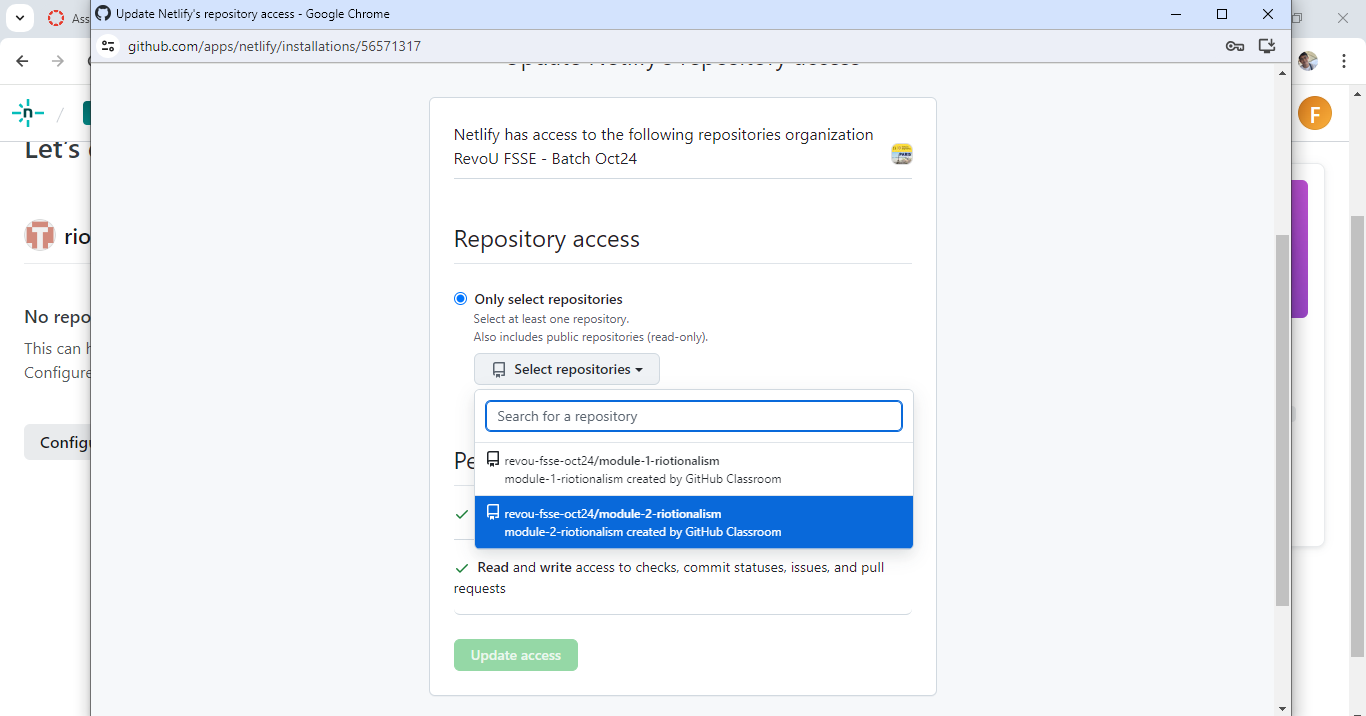 Ass
Update Netlify's repository access - Google Chrome
github.com/apps/netlify/installations/56571317
Update Netlify's repository access
n
/
F
Let's
rio
No repo
This can
Configure
Config
Netlify has access to the following repositories organization
RevoU FSSE - Batch Oct24
Repository access
Only select repositories
Select at least one repository.
Also includes public repositories (read-only).
Select repositories
Search for a repository
revou-fsse-oct24/module-1-riotionalism
module-1-riotionalism created by GitHub Classroom
Pe
revou-fsse-oct24/module-2-riotionalism
module-2-riotionalism created by GitHub Classroom
Read and write access to checks, commit statuses, issues, and pull
requests
Update access